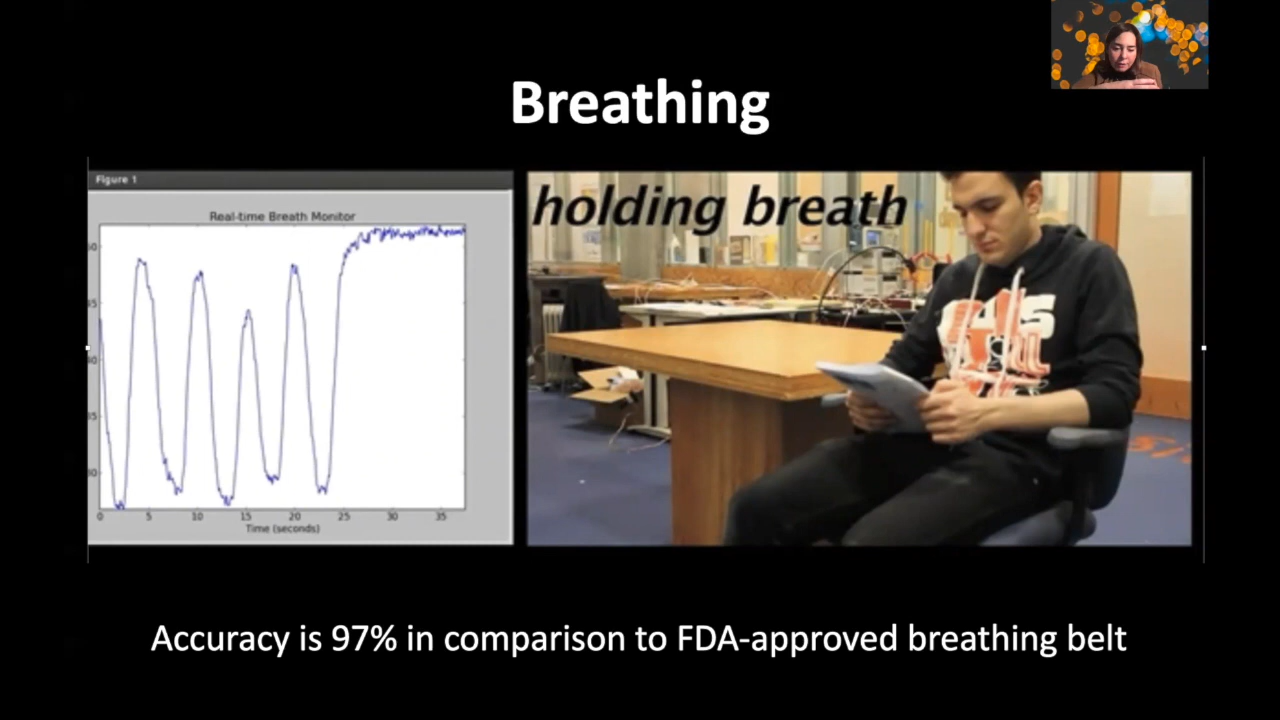 Breathing
Figure 1
Real-time Breath Monitor
holding breath
0 5 10 15 20 25 30 35
Time (seconds)
Accuracy is 97% in comparison to FDA-approved breathing belt